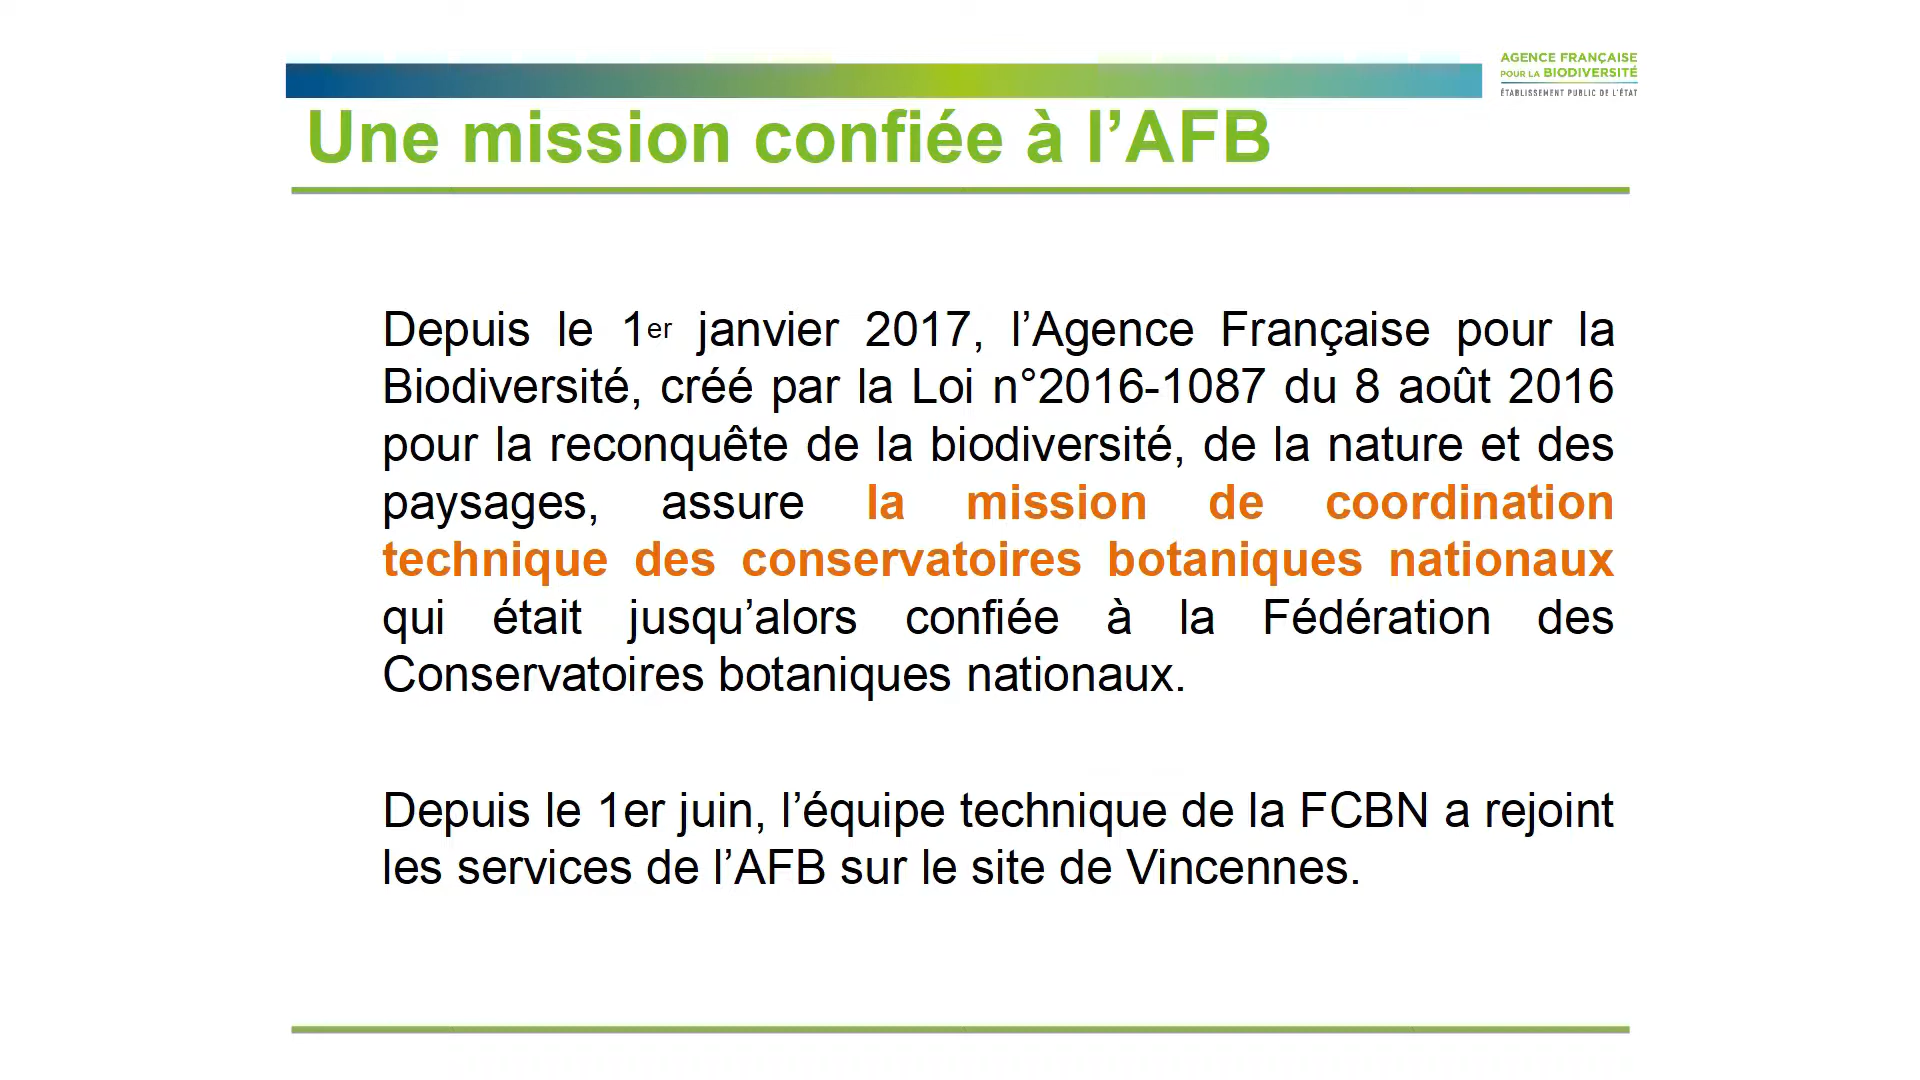 AGENCE FRANÇAISE
POUR LA BIODIVERSITÉ
ÉTABLISSEMENT PUBLIC DE L'ÉTAT
Une mission confiée à l’AFB
Depuis le 1er janvier 2017, l’Agence Française pour la
Biodiversité, créé par la Loi n°2016-1087 du 8 août 2016
pour la reconquête de la biodiversité, de la nature et des
paysages, assure la mission de coordination
technique des conservatoires botaniques nationaux
qui était jusqu’alors confiée à la Fédération des
Conservatoires botaniques nationaux.
Depuis le 1er juin, l’équipe technique de la FCBN a rejoint
les services de l’AFB sur le site de Vincennes.